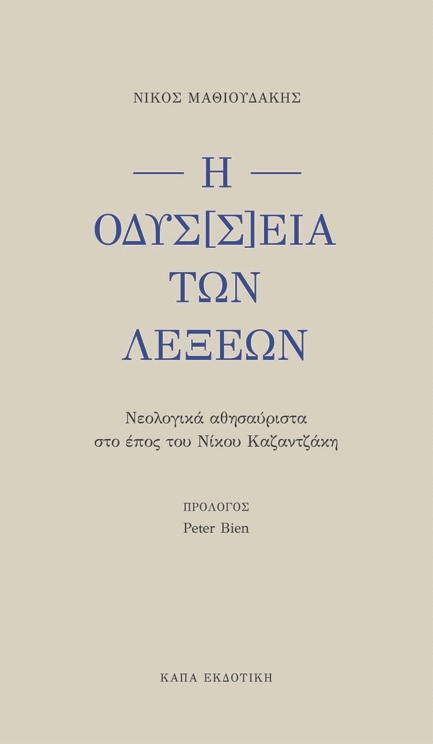 ΝΙΚΟΣ ΜΑΘΙΟΥΔΑΚΗΣ
— Η —
ΟΔΥΣ[Σ]ΕΙΑ
ΤΩΝ
ΛΕΞΕΩΝ
Νεολογικά αθησαύριστα
στο έπος του Νίκου Καζαντζάκη
ΠΡΟΛΟΓΟΣ
Peter Bien
ΚΑΠΑ ΕΚΔΟΤΙΚΗ